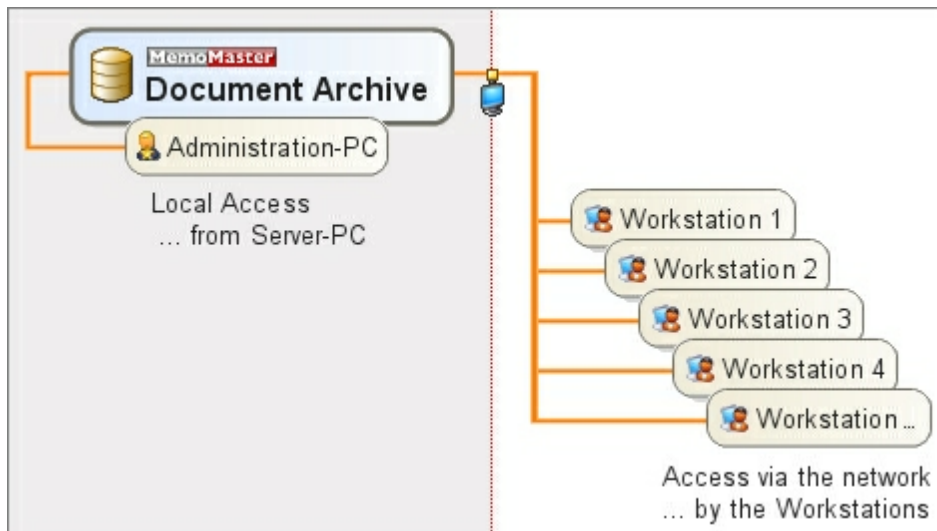 MemoMaster
Document Archive
Administration-PC
Local Access
... from Server-PC
Workstation 1
Workstation 2
Workstation 3
Workstation 4
Workstation ...
Access via the network
... by the Workstations